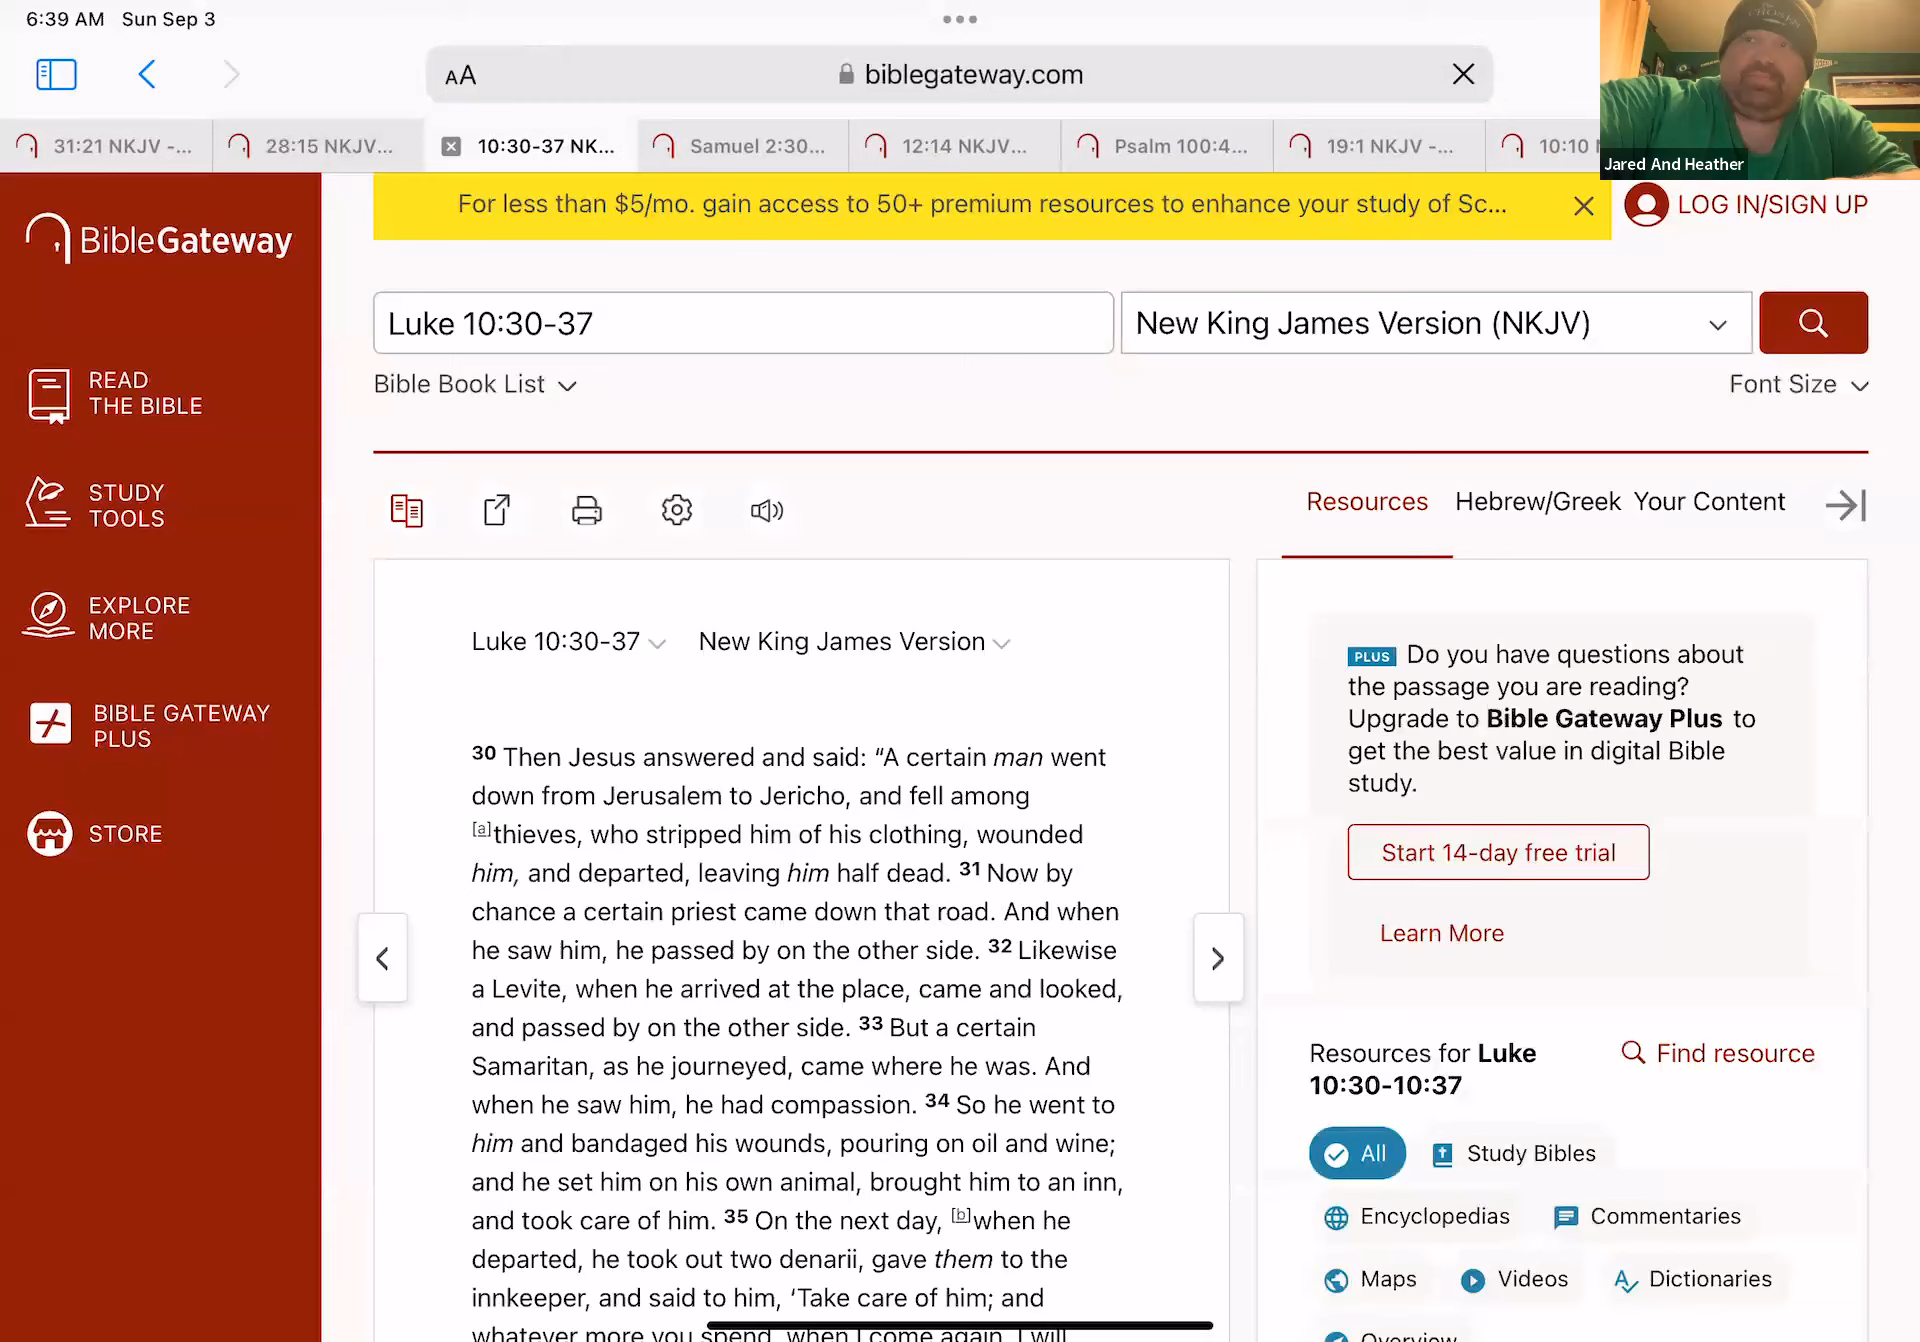 6:39 AM Sun Sep 3
AA biblegateway.com
31:21 NKJV -...
28:15 NKJV...
10:30-37 NK...
Samuel 2:30...
12:14 NKJV...
Psalm 100:4...
19:1 NKJV -...
10:10
Jared And Heather
For less than $5/mo. gain access to 50+ premium resources to enhance your study of Sc...
LOG IN/SIGN UP
BibleGateway
READ
THE BIBLE
STUDY
TOOLS
EXPLORE
MORE
BIBLE GATEWAY
PLUS
STORE
Luke 10:30-37
New King James Version (NKJV)
Bible Book List
Font Size
Resources Hebrew/Greek Your Content
Luke 10:30-37 New King James Version
30 Then Jesus answered and said: “A certain man went
down from Jerusalem to Jericho, and fell among
[a]thieves, who stripped him of his clothing, wounded
him, and departed, leaving him half dead. 31 Now by
chance a certain priest came down that road. And when
he saw him, he passed by on the other side. 32 Likewise
a Levite, when he arrived at the place, came and looked,
and passed by on the other side. 33 But a certain
Samaritan, as he journeyed, came where he was. And
when he saw him, he had compassion. 34 So he went to
him and bandaged his wounds, pouring on oil and wine;
and he set him on his own animal, brought him to an inn,
and took care of him. 35 On the next day, [b]when he
departed, he took out two denarii, gave them to the
innkeeper, and said to him, ‘Take care of him; and
whatever more you spend, when I come again, I will
PLUS Do you have questions about
the passage you are reading?
Upgrade to Bible Gateway Plus to
get the best value in digital Bible
study.
Start 14-day free trial
Learn More
Resources for Luke
10:30-10:37
Find resource
All
Study Bibles
Encyclopedias
Commentaries
Maps
Videos
Dictionaries
Overview